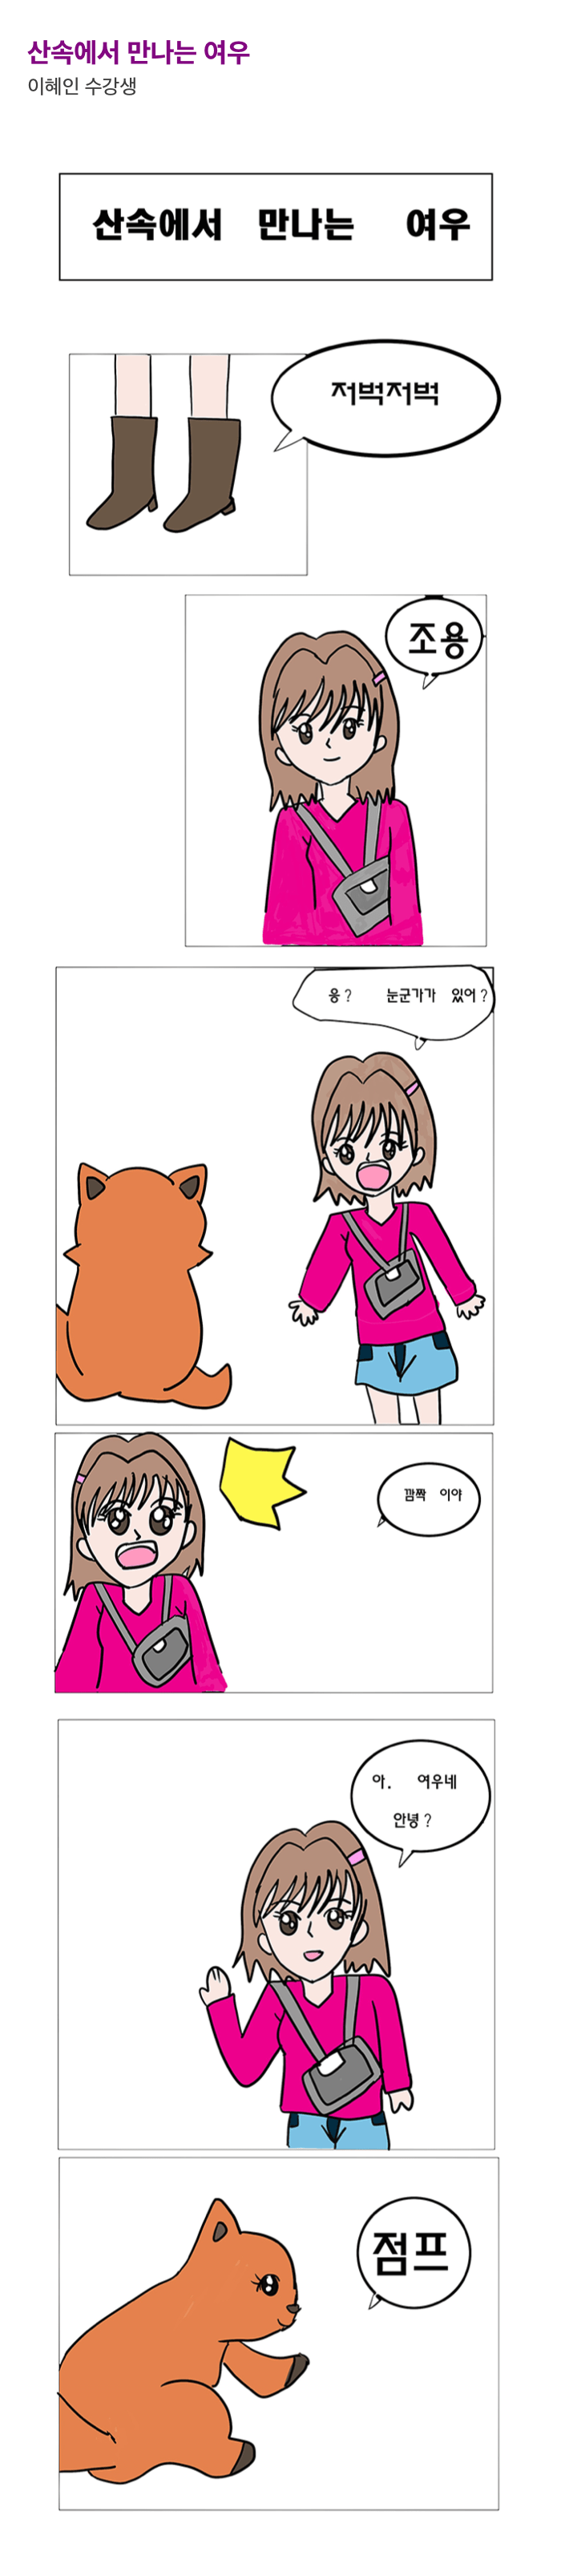 산속에서 만나는 여우
이혜인 수강생
산속에서 만나는 여우
저벅저벅
조용
응? 눈군가가 있어?
깜짝 이야
아. 여우네
안녕?
점프